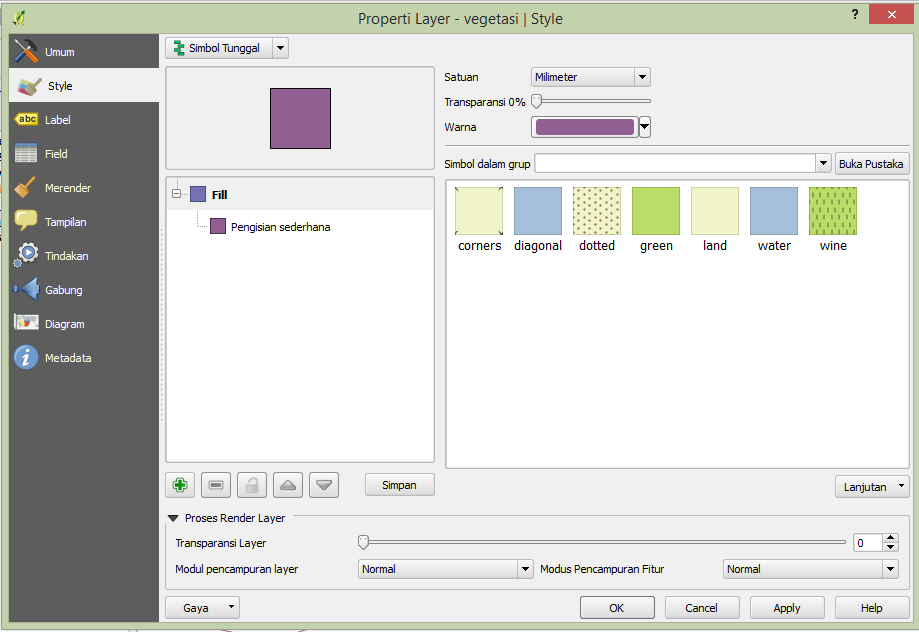 Properti Layer - vegetasi | Style
?
Umum
Style
abc Label
Field
Merender
Tampilan
Tindakan
Gabung
Diagram
i Metadata
Simbol Tunggal
Satuan Milimeter
Transparansi 0%
Warna
Simbol dalam grup Buka Pustaka
Fill
Pengisian sederhana
corners diagonal dotted green land water wine
Simpan
Lanjutan
Proses Render Layer
Transparansi Layer 0
Modul pencampuran layer Normal Modus Pencampuran Fitur Normal
Gaya OK Cancel Apply Help